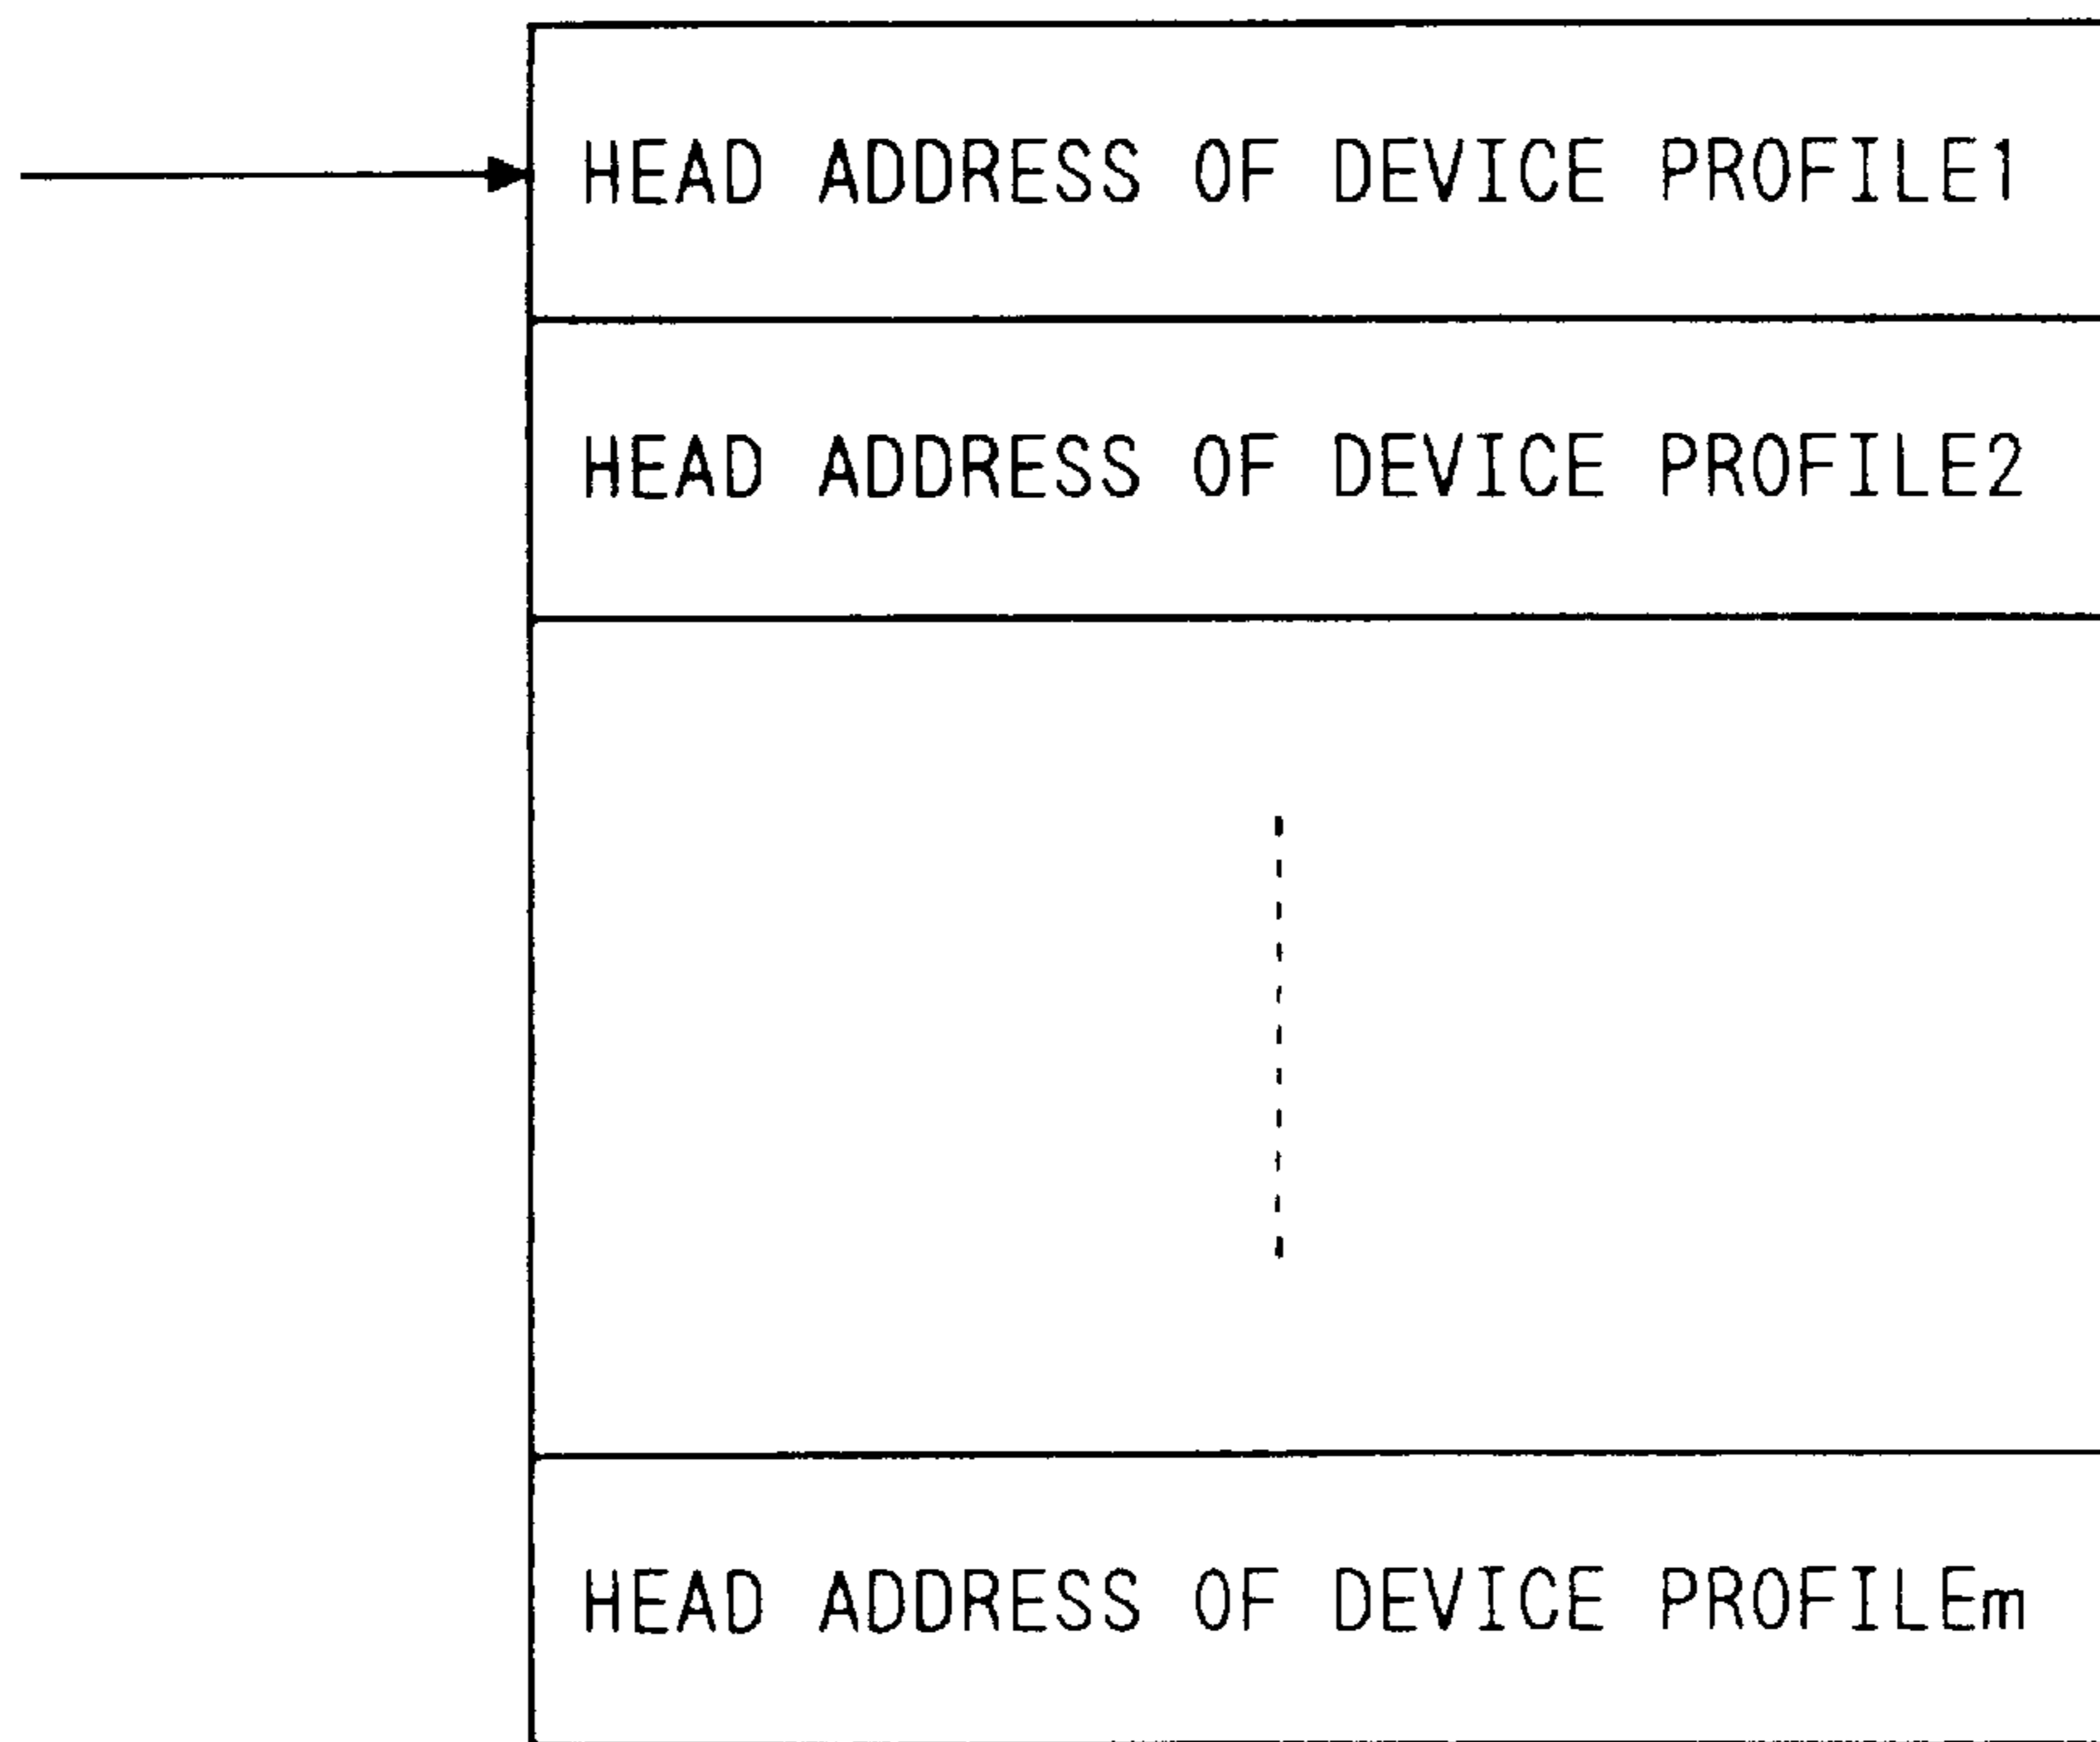 HEAD ADDRESS OF DEVICE PROFILE1
HEAD ADDRESS OF DEVICE PROFILE2
HEAD ADDRESS OF DEVICE PROFILEm